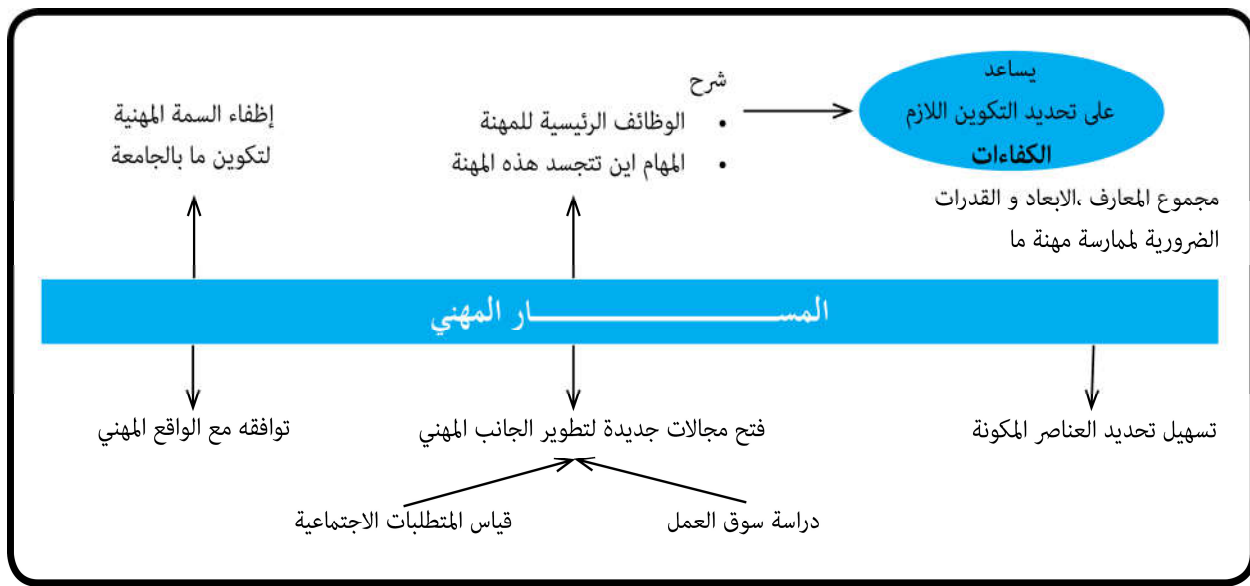 يساعد
على تحديد التكوين اللازم
الكفاءات
مجموع المعارف ،الابعاد و القدرات
الضرورية لممارسة مهنة ما
شرح
• الوظائف الرئيسية للمهنة
• المهام اين تتجسد هذه المهنة
إظفاء السمة المهنية
لتكوين ما بالجامعة
المســـــــــــــــــار المهني
تسهيل تحديد العناصر المكونة
فتح مجالات جديدة لتطوير الجانب المهني
توافقه مع الواقع المهني
دراسة سوق العمل
قياس المتطلبات الاجتماعية